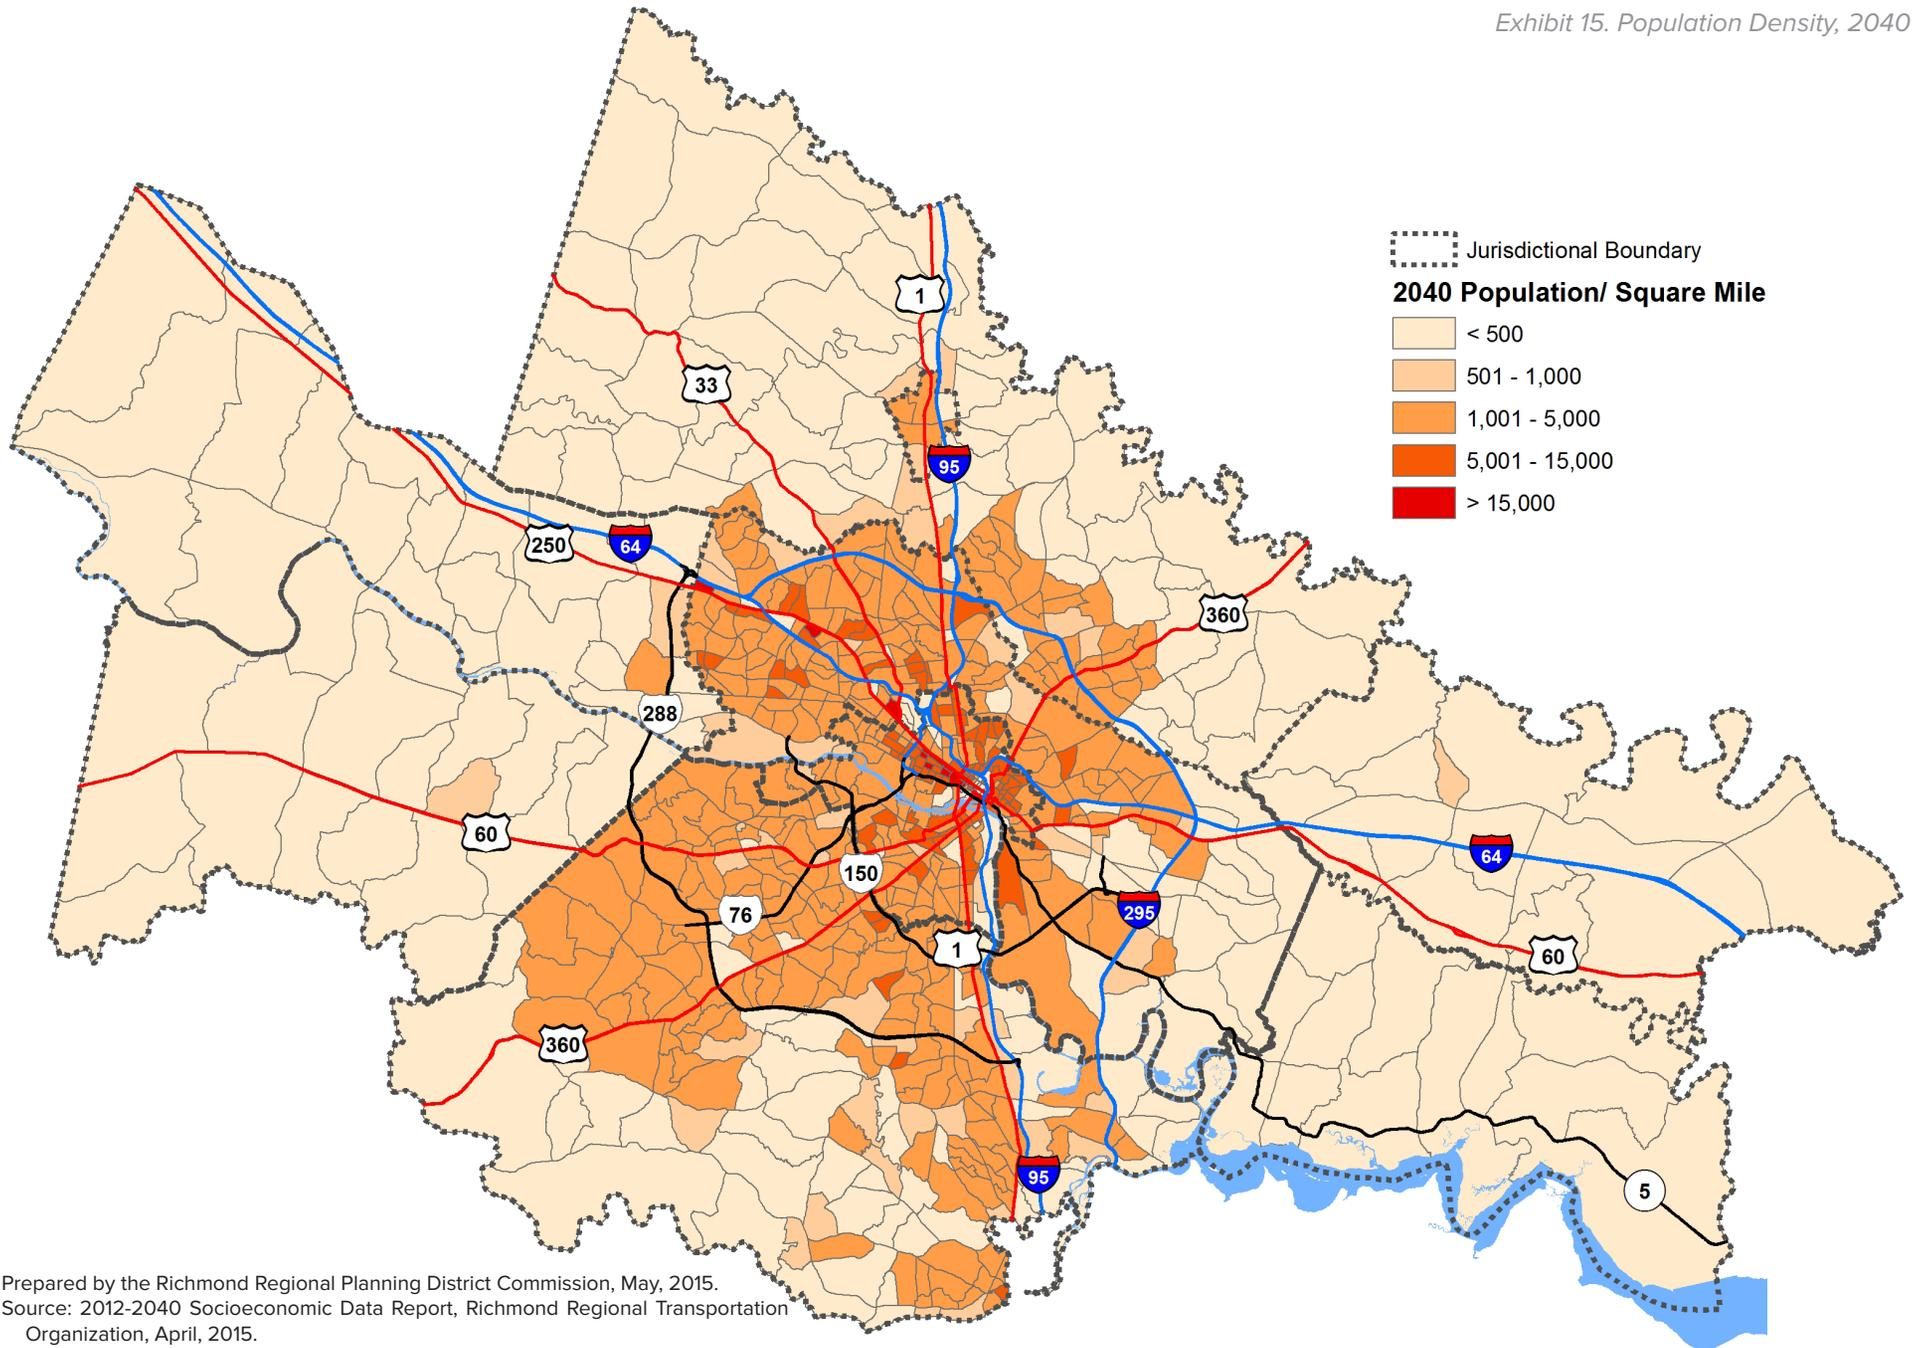 Exhibit 15. Population Density, 2040
Jurisdictional Boundary
2040 Population/ Square Mile
< 500
501 - 1,000
1,001 - 5,000
5,001 - 15,000
> 15,000
1
33
95
250
64
360
288
60
150
64
76
295
1
60
360
95
5
Prepared by the Richmond Regional Planning District Commission, May, 2015.
Source: 2012-2040 Socioeconomic Data Report, Richmond Regional Transportation
Organization, April, 2015.